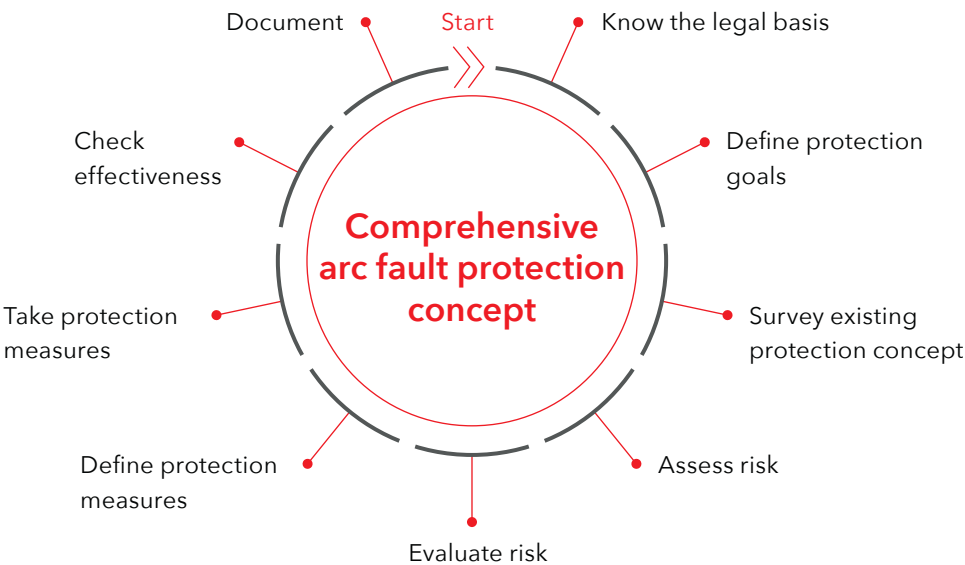 Start
Know the legal basis
Define protection
goals
Survey existing
protection concept
Assess risk
Evaluate risk
Define protection
measures
Take protection
measures
Check
effectiveness
Document
Comprehensive
arc fault protection
concept